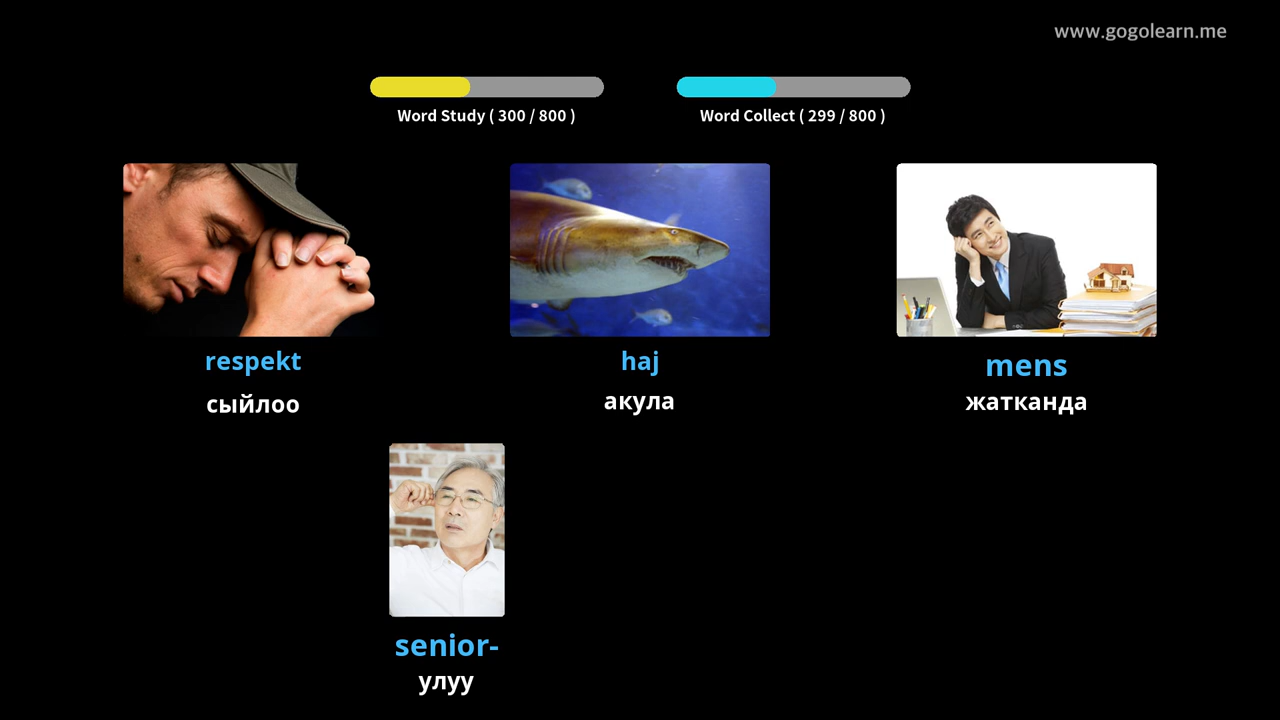 www.gogolearn.me
Word Study ( 300 / 800 )
Word Collect ( 299 / 800 )
respekt
сыйлоо
haj
акула
mens
жатканда
senior-
улуу